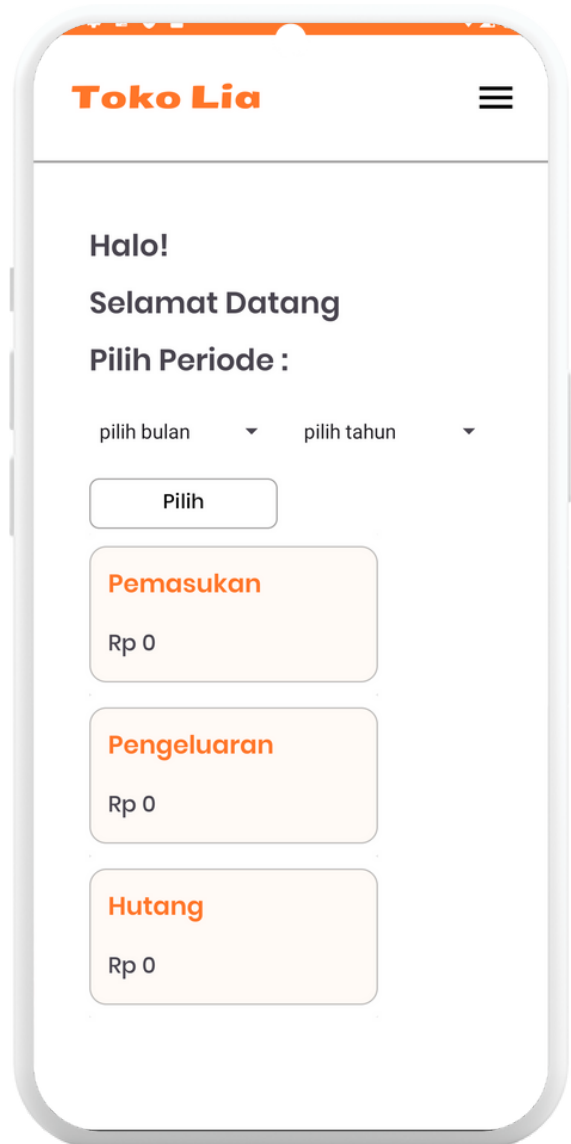 Toko Lia
Halo!
Selamat Datang
Pilih Periode :
pilih bulan pilih tahun
Pilih
Pemasukan
Rp 0
Pengeluaran
Rp 0
Hutang
Rp 0